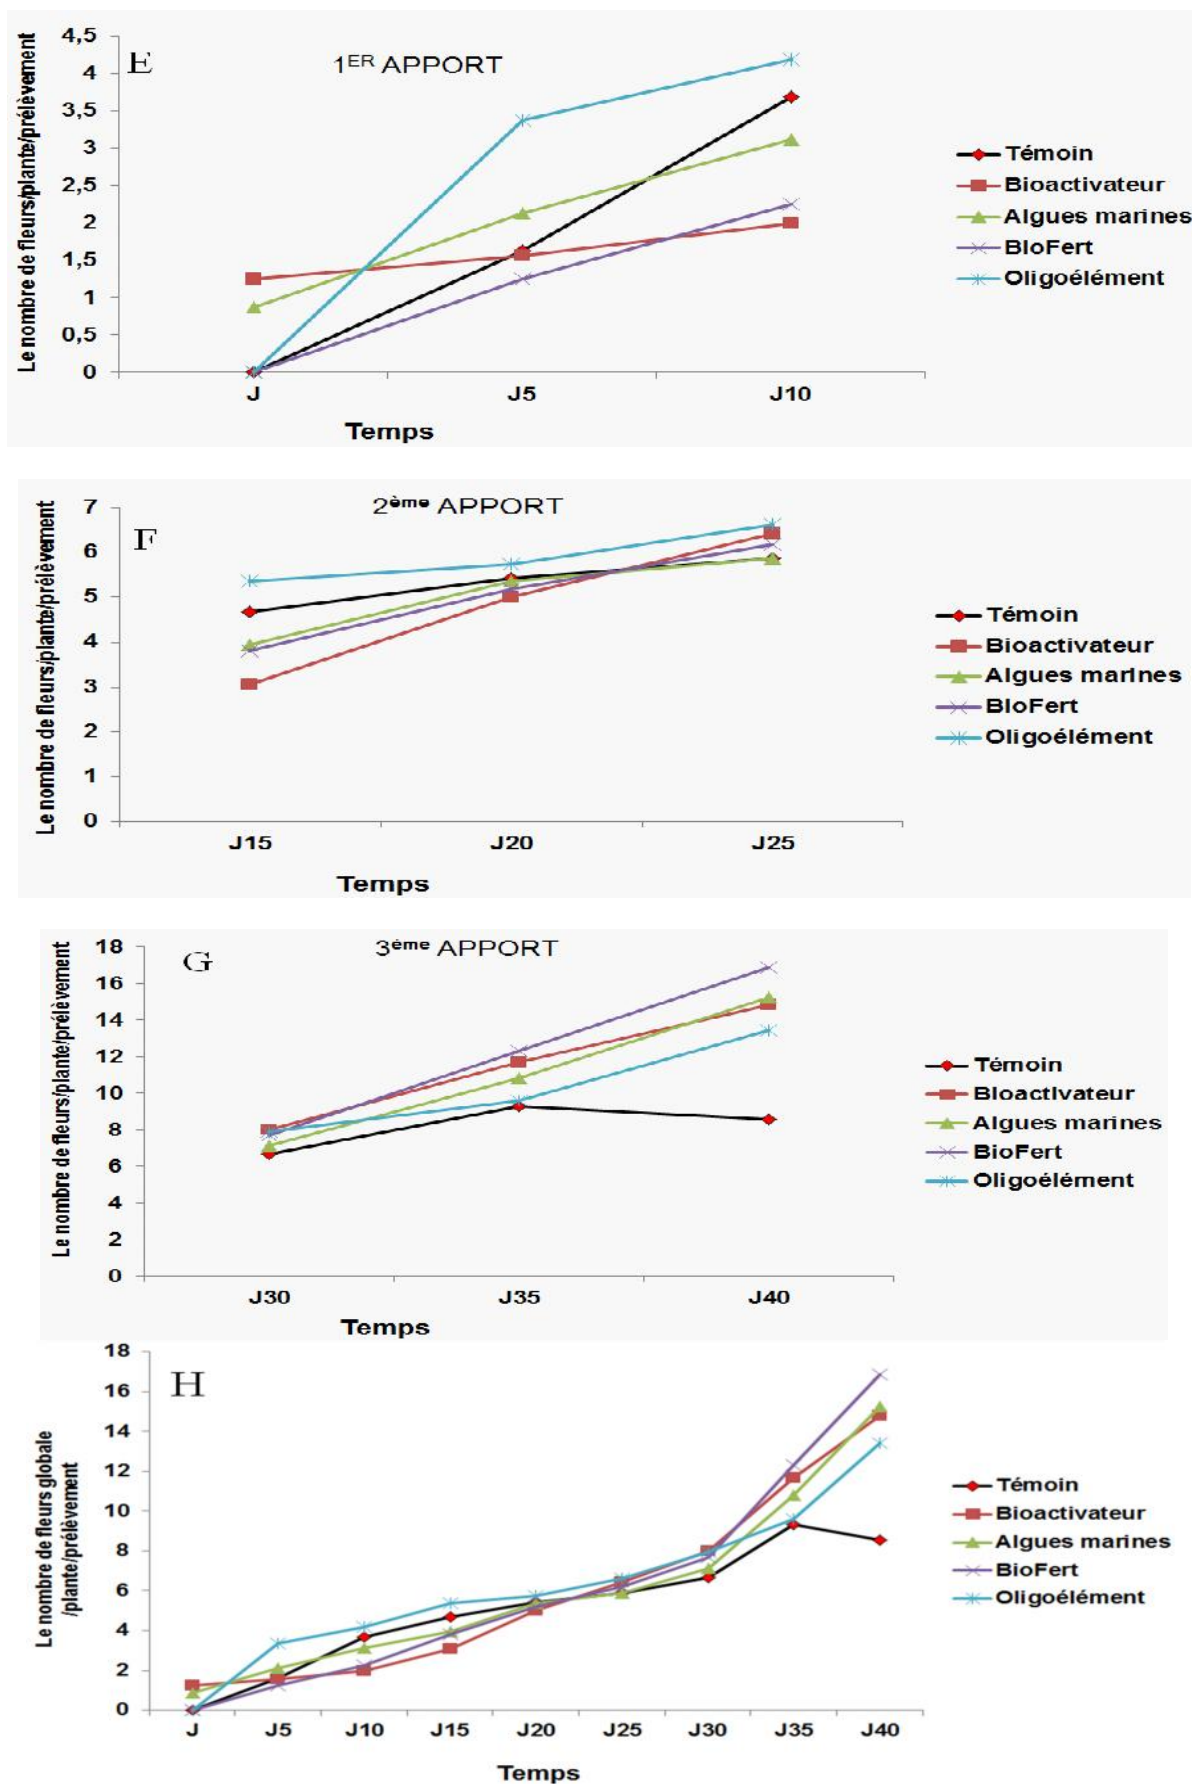 Le nombre de fleurs/plante/prélèvement
E
1ER APPORT
4,5
4
3,5
3
2,5
2
1,5
1
0,5
0
J J5 J10
Temps
Témoin
Bioactivateur
Algues marines
BioFert
Oligoélément
Le nombre de fleurs/plante/prélèvement
F
2ème APPORT
7
6
5
4
3
2
1
0
J15 J20 J25
Temps
Témoin
Bioactivateur
Algues marines
BioFert
Oligoélément
Le nombre de fleurs/plante/prélèvement
G
3ème APPORT
18
16
14
12
10
8
6
4
2
0
J30 J35 J40
Temps
Témoin
Bioactivateur
Algues marines
BioFert
Oligoélément
Le nombre de fleurs globale
/plante/prélèvement
H
18
16
14
12
10
8
6
4
2
0
J J5 J10 J15 J20 J25 J30 J35 J40
Temps
Témoin
Bioactivateur
Algues marines
BioFert
Oligoélément